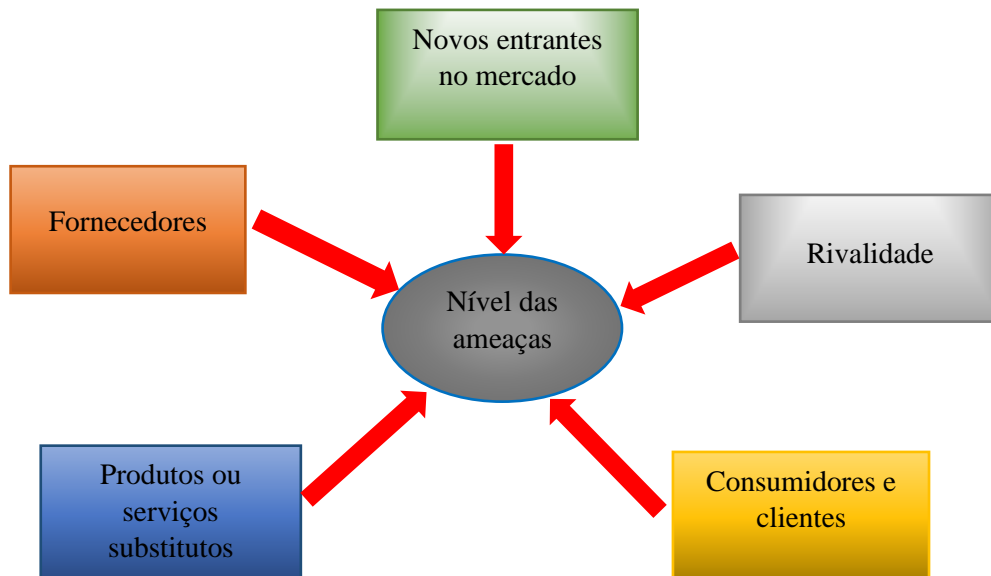 Novos entrantes
no mercado
Fornecedores
Rivalidade
Nível das
ameaças
Produtos ou
serviços
substitutos
Consumidores e
clientes